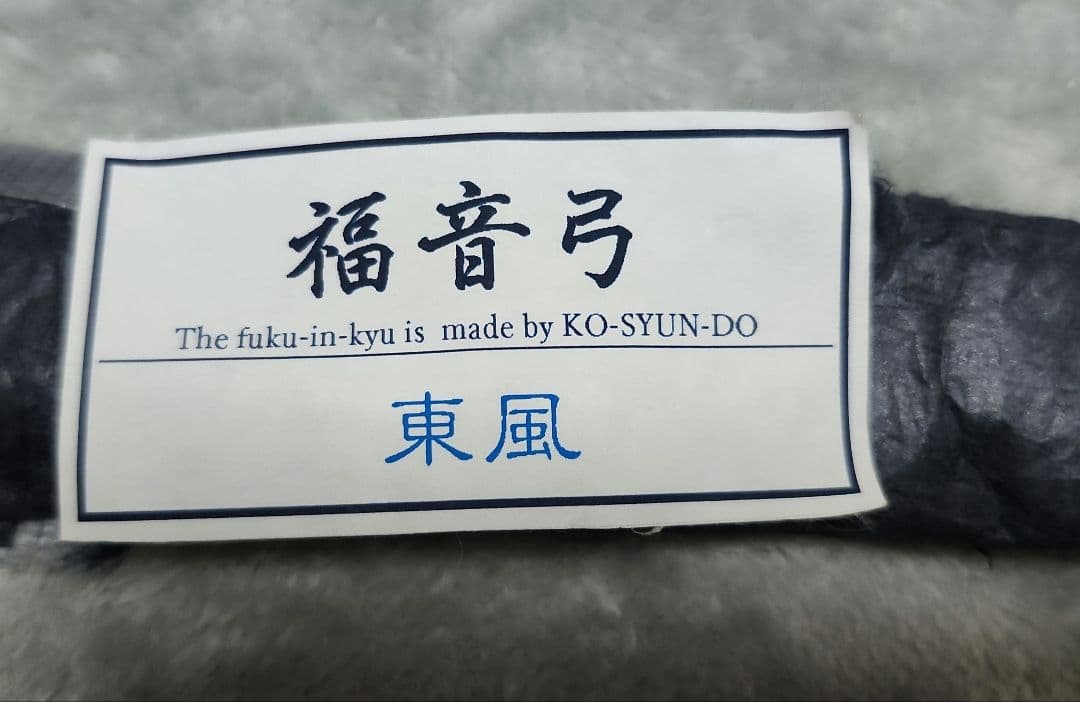 福音弓
The fuku-in-kyu is made by KO-SYUN-DO
東風